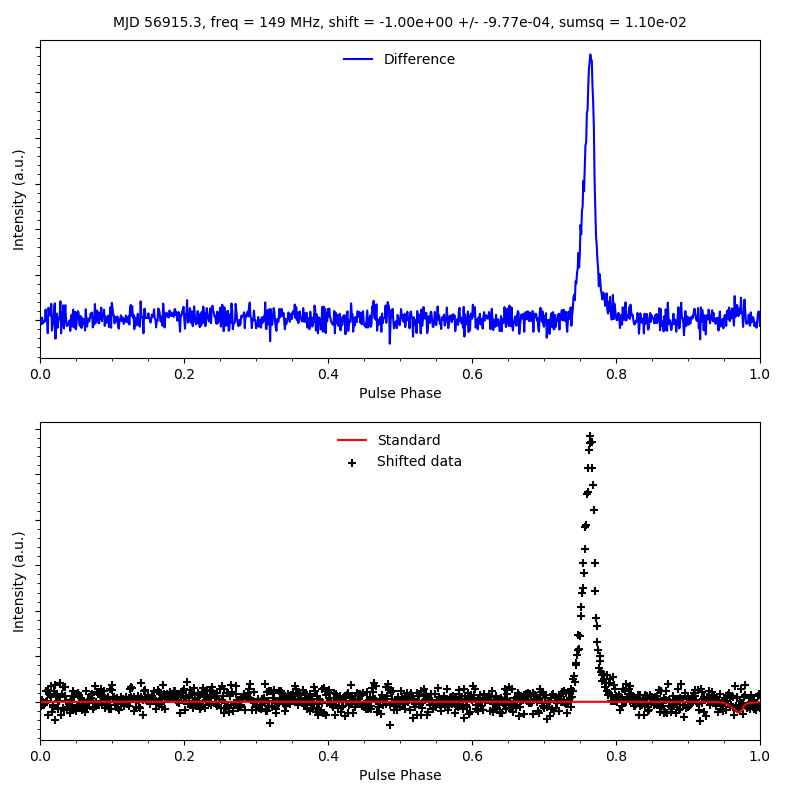 MJD 56915.3, freq = 149 MHz, shift = -1.00e+00 +/- -9.77e-04, sumsq = 1.10e-02
Difference
Intensity (a.u.)
0.0 0.2 0.4 0.6 0.8 1.0
Pulse Phase
Standard
Shifted data
Intensity (a.u.)
0.0 0.2 0.4 0.6 0.8 1.0
Pulse Phase